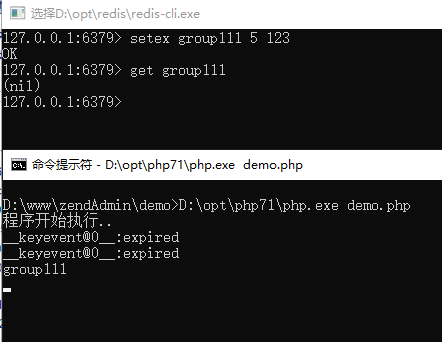 选择D:\opt\redis\redis-cli.exe
127.0.0.1:6379> setex group111 5 123
OK
127.0.0.1:6379> get group111
(nil)
127.0.0.1:6379>
命令提示符 - D:\opt\php71\php.exe demo.php
D:\www\zendAdmin\demo>D:\opt\php71\php.exe demo.php
程序开始执行..
__keyevent@0__:expired
__keyevent@0__:expired
group111